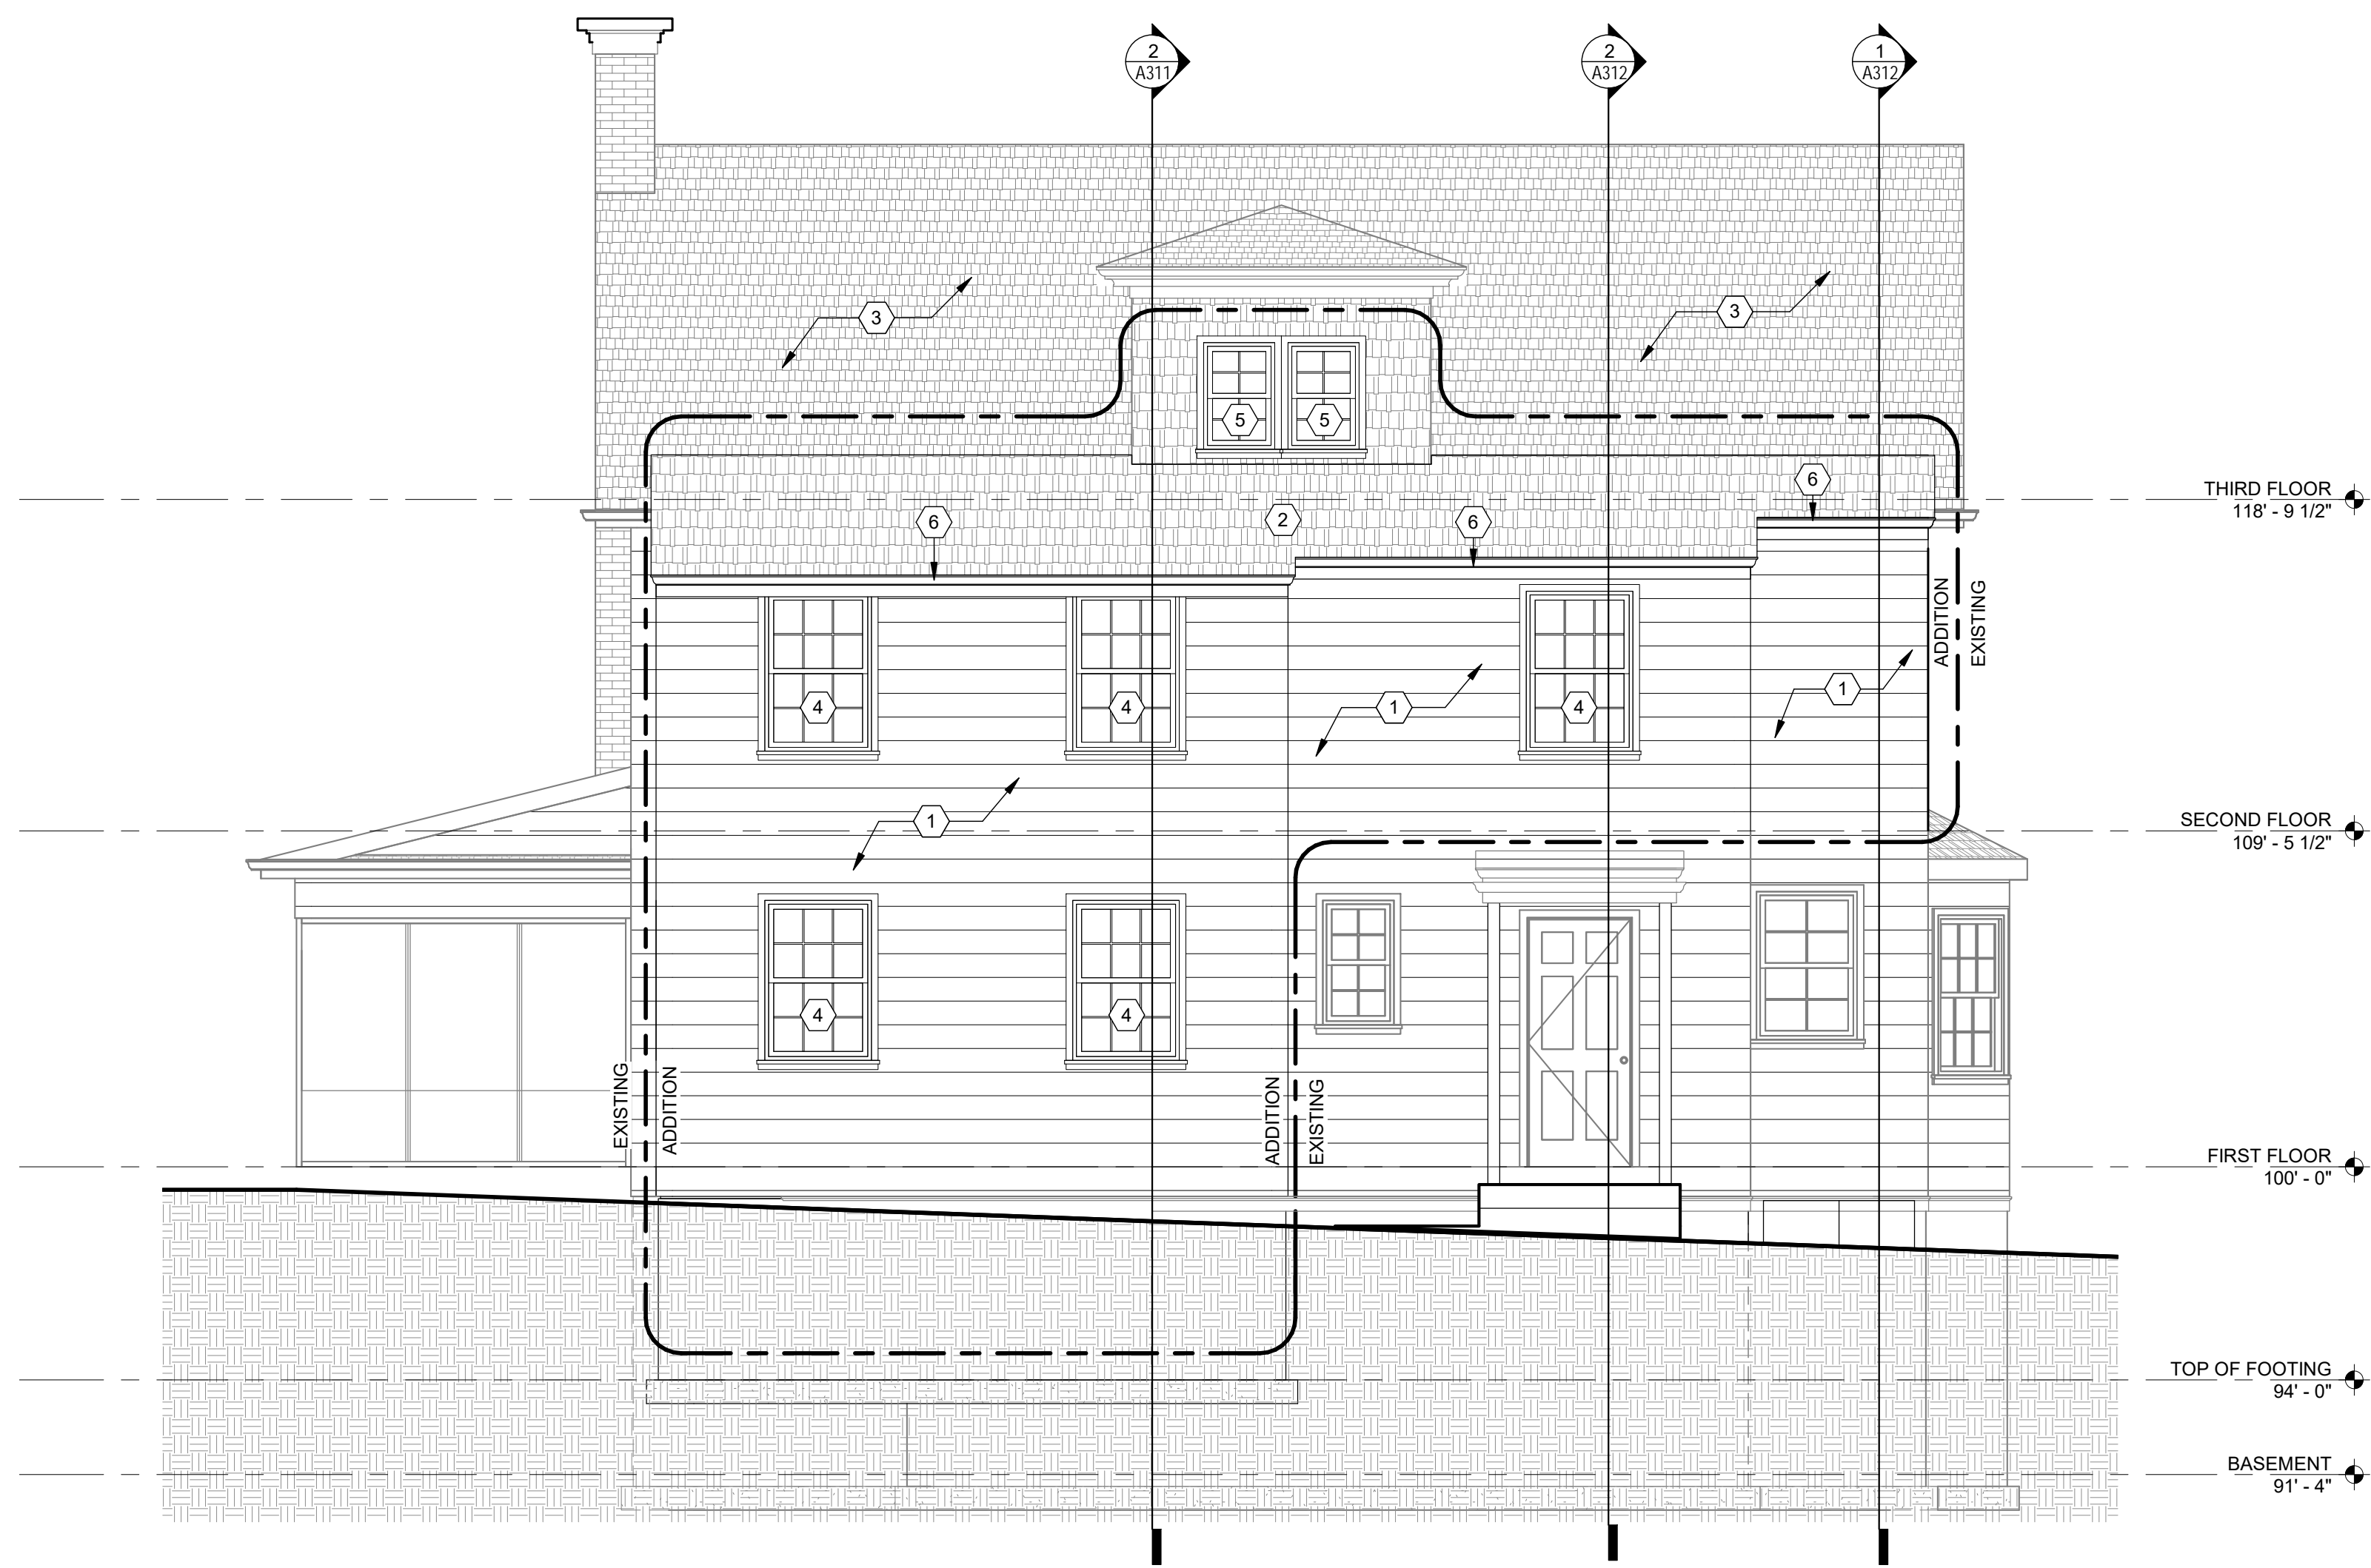 2
A311
2
A312
1
A312
3
3
5
5
6
THIRD FLOOR
118' - 9 1/2"
6
2
6
ADDITION
EXISTING
1
4
4
1
4
1
SECOND FLOOR
109' - 5 1/2"
4
4
EXISTING
ADDITION
ADDITION
EXISTING
FIRST FLOOR
100' - 0"
TOP OF FOOTING
94' - 0"
BASEMENT
91' - 4"